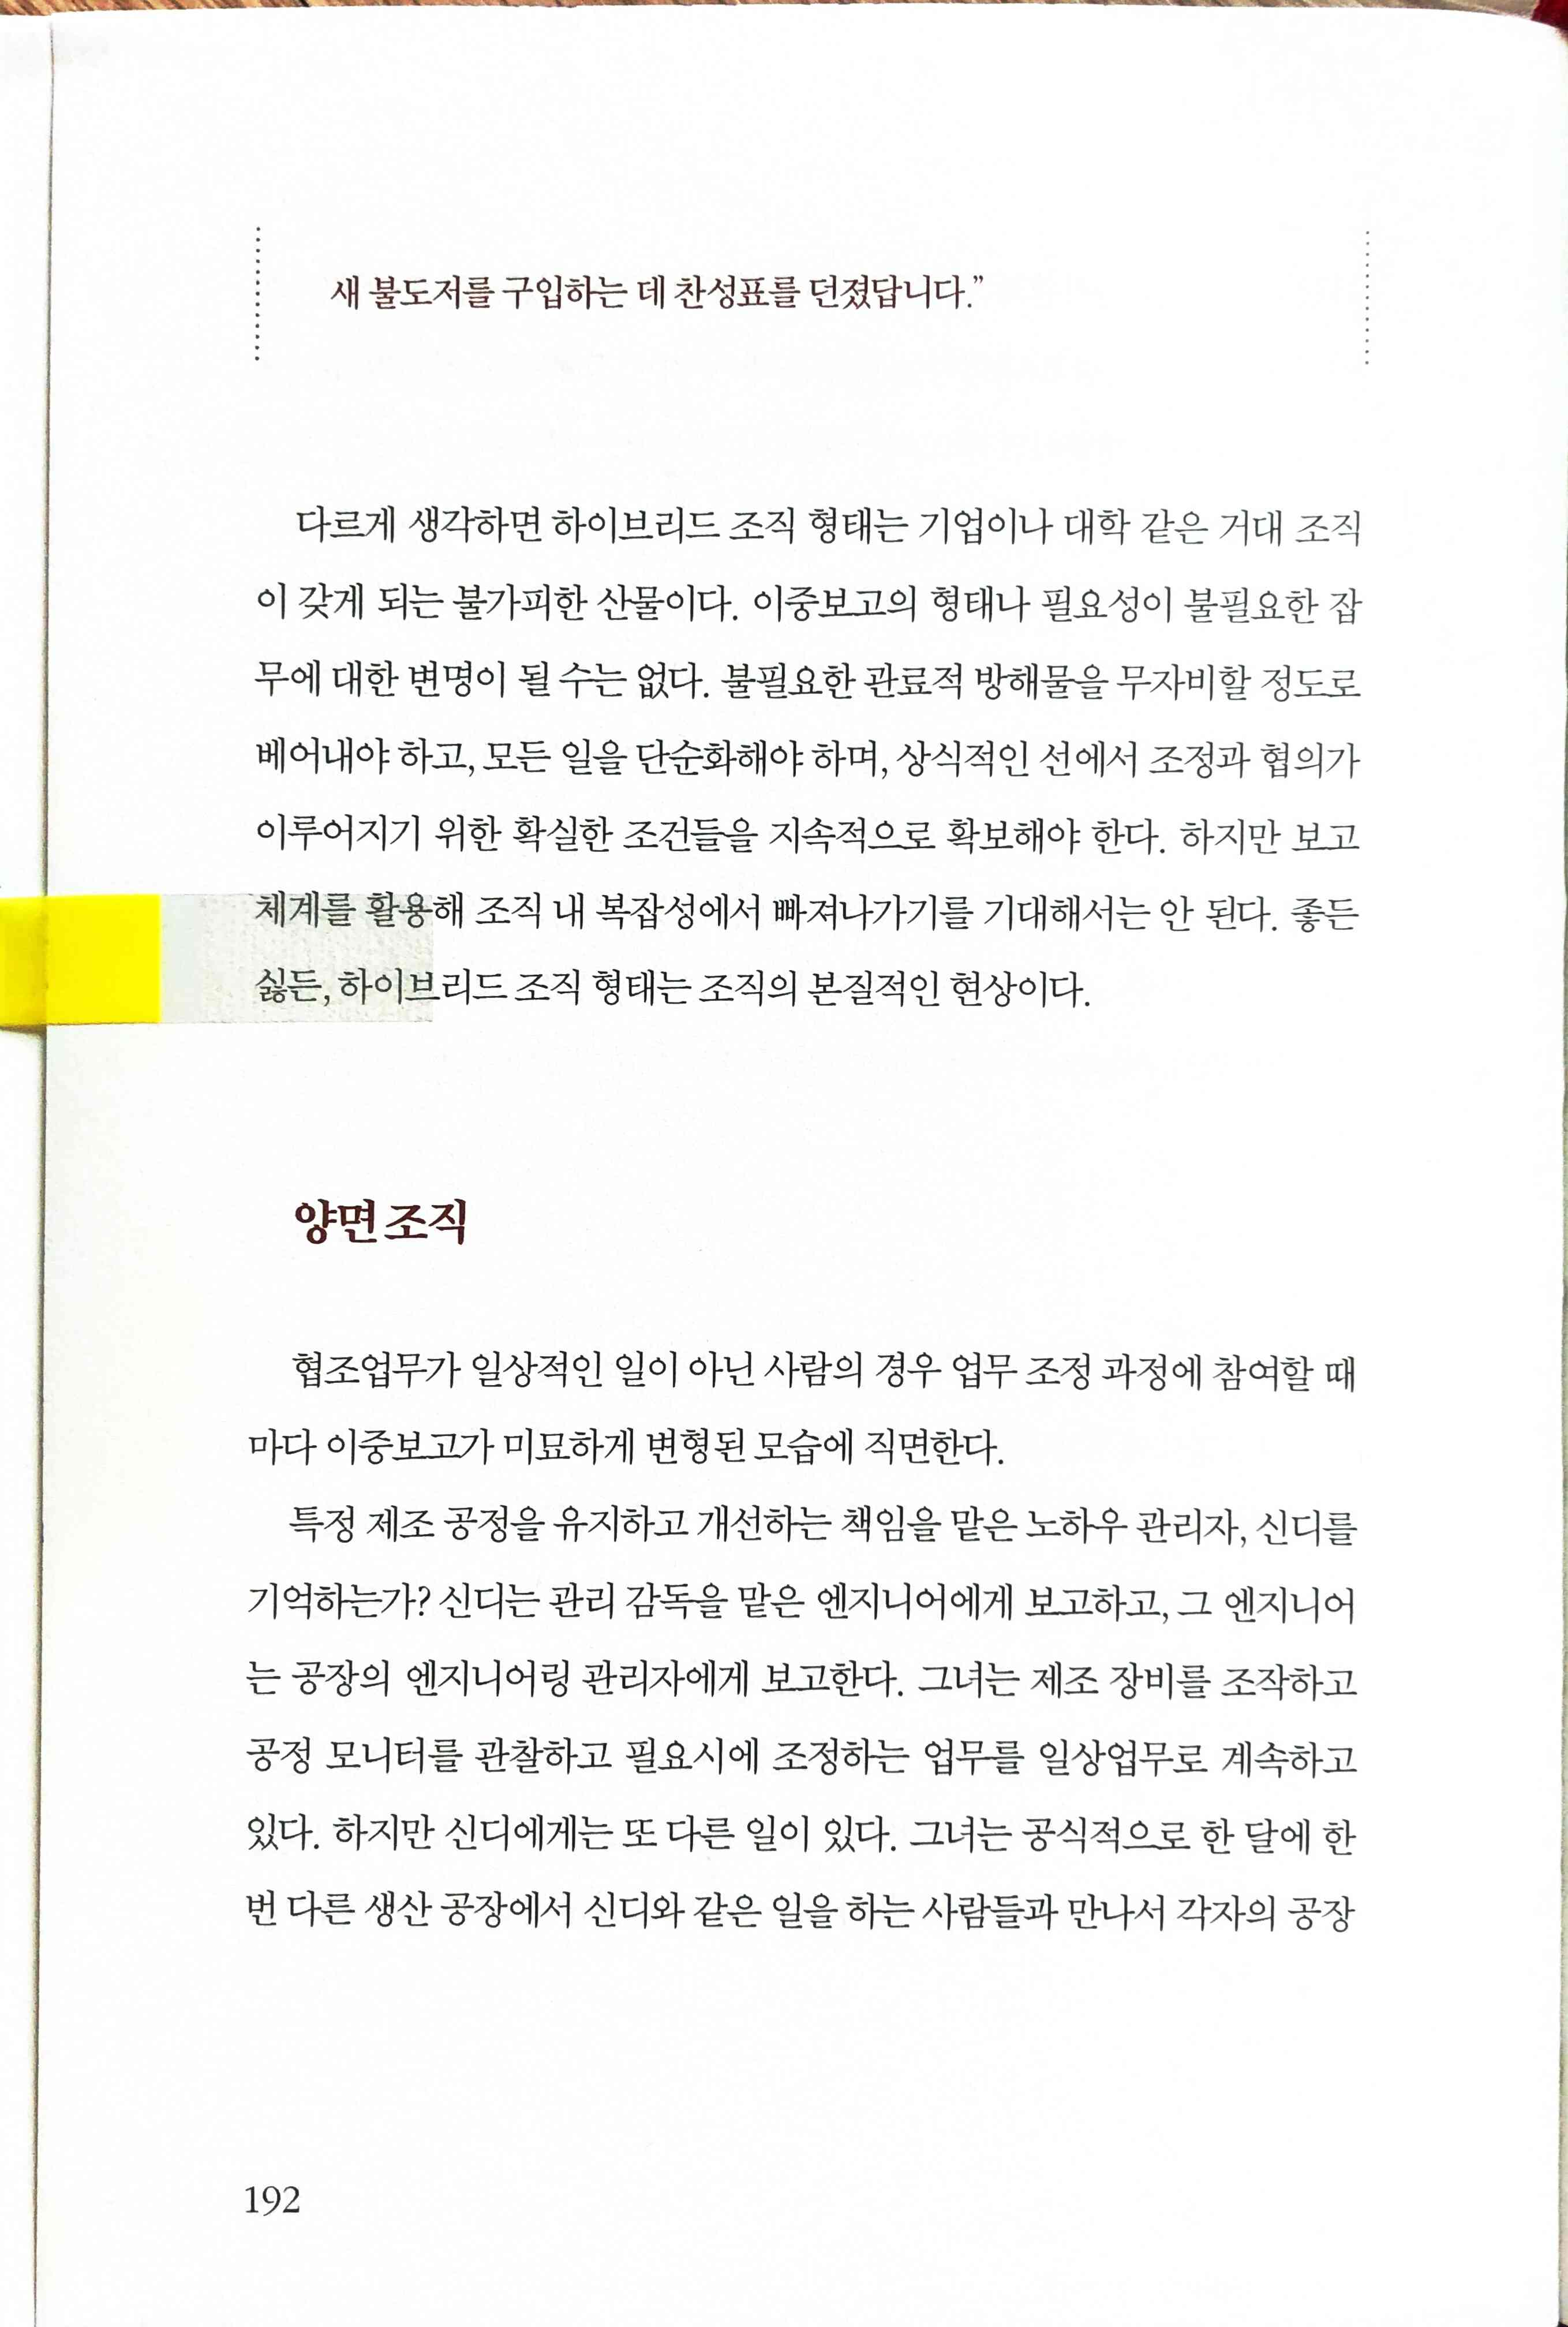 새 불도저를 구입하는 데 찬성표를 던졌답니다.”
다르게 생각하면 하이브리드 조직 형태는 기업이나 대학 같은 거대 조직
이 갖게 되는 불가피한 산물이다. 이중보고의 형태나 필요성이 불필요한 잡
무에 대한 변명이 될 수는 없다. 불필요한 관료적 방해물을 무자비할 정도로
베어내야 하고, 모든 일을 단순화해야 하며, 상식적인 선에서 조정과 협의가
이루어지기 위한 확실한 조건들을 지속적으로 확보해야 한다. 하지만 보고
체계를 활용해 조직 내 복잡성에서 빠져나가기를 기대해서는 안 된다. 좋든
싫든, 하이브리드 조직 형태는 조직의 본질적인 현상이다.
양면 조직
협조업무가 일상적인 일이 아닌 사람의 경우 업무 조정 과정에 참여할 때
마다 이중보고가 미묘하게 변형된 모습에 직면한다.
특정 제조 공정을 유지하고 개선하는 책임을 맡은 노하우 관리자, 신디를
기억하는가? 신디는 관리 감독을 맡은 엔지니어에게 보고하고, 그 엔지니어
는 공장의 엔지니어링 관리자에게 보고한다. 그녀는 제조 장비를 조작하고
공정 모니터를 관찰하고 필요시에 조정하는 업무를 일상업무로 계속하고
있다. 하지만 신디에게는 또 다른 일이 있다. 그녀는 공식적으로 한 달에 한
번 다른 생산 공장에서 신디와 같은 일을 하는 사람들과 만나서 각자의 공장
192